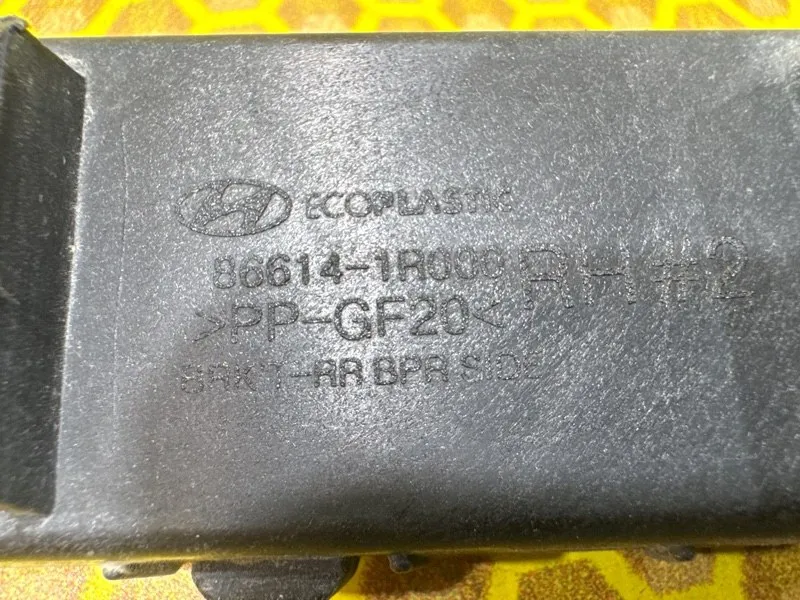 ECOPLASTIC
86614-1R000 RH#2
>PP-GF20<
BRKT-RR BPR SIDE